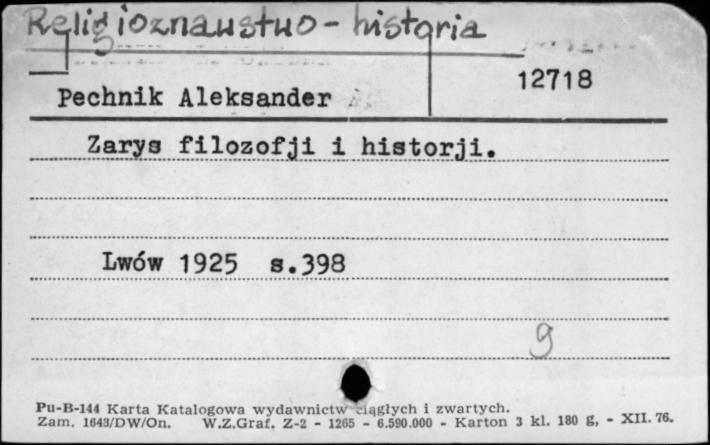 Religioznawstwo - historia
12718
Pechnik Aleksander
Zarys filozofji i historji.
Lwów 1925 s.398
9
Pu-B-144 Karta Katalogowa wydawnictw ciągłych i zwartych.
Zam. 1643/DW/On. W.Z.Graf. Z-2 - 1265 - 6.590.000 - Karton 3 kl. 180 g, - XII. 76.